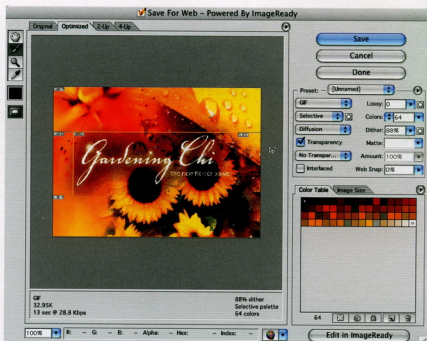 Save For Web - Powered By ImageReady
Original
Optimized
2-Up
4-Up
Gardening Chi
Save
Cancel
Done
Preset:
[Unnamed]
GIF
Lossy: 0
Selective
Colors: 64
Diffusion
Dither: 88%
Transparency
Matte:
No Transpar...
Amount: 100%
Interlaced
Web Snap: 0%
Color Table
Image Size
64
GIF
32.95K
13 sec @ 28.8 Kbps
88% dither
Selective palette
64 colors
100%
R: -- G: -- B: -- Alpha: -- Hex: -- Index: --
Edit in ImageReady